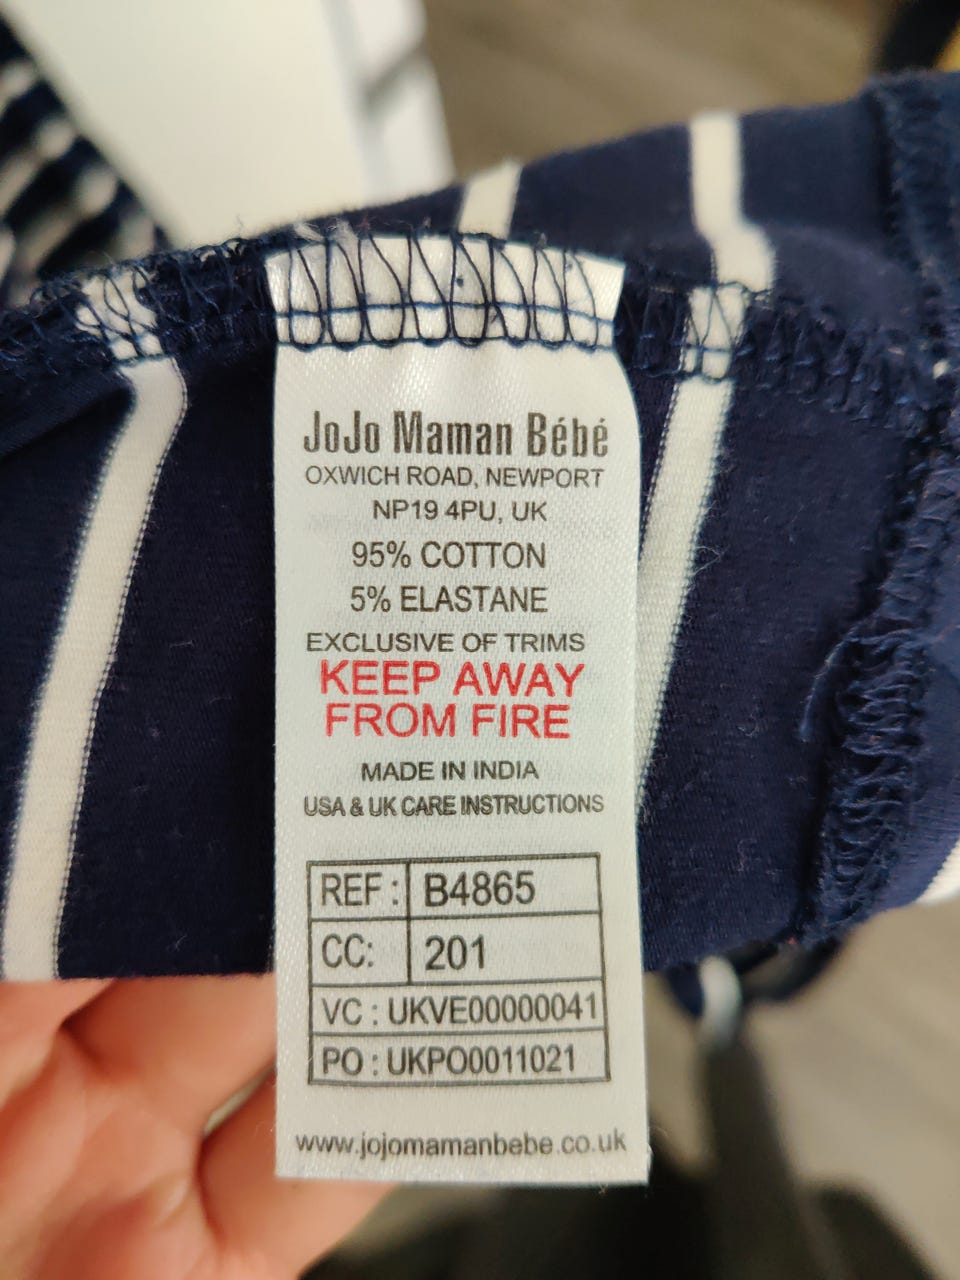 JoJo Maman Bébé
OXWICH ROAD, NEWPORT
NP19 4PU, UK
95% COTTON
5% ELASTANE
EXCLUSIVE OF TRIMS
KEEP AWAY
FROM FIRE
MADE IN INDIA
USA & UK CARE INSTRUCTIONS
REF : B4865
CC: 201
VC : UKVE00000041
PO : UKPO0011021
www.jojomamanbebe.co.uk